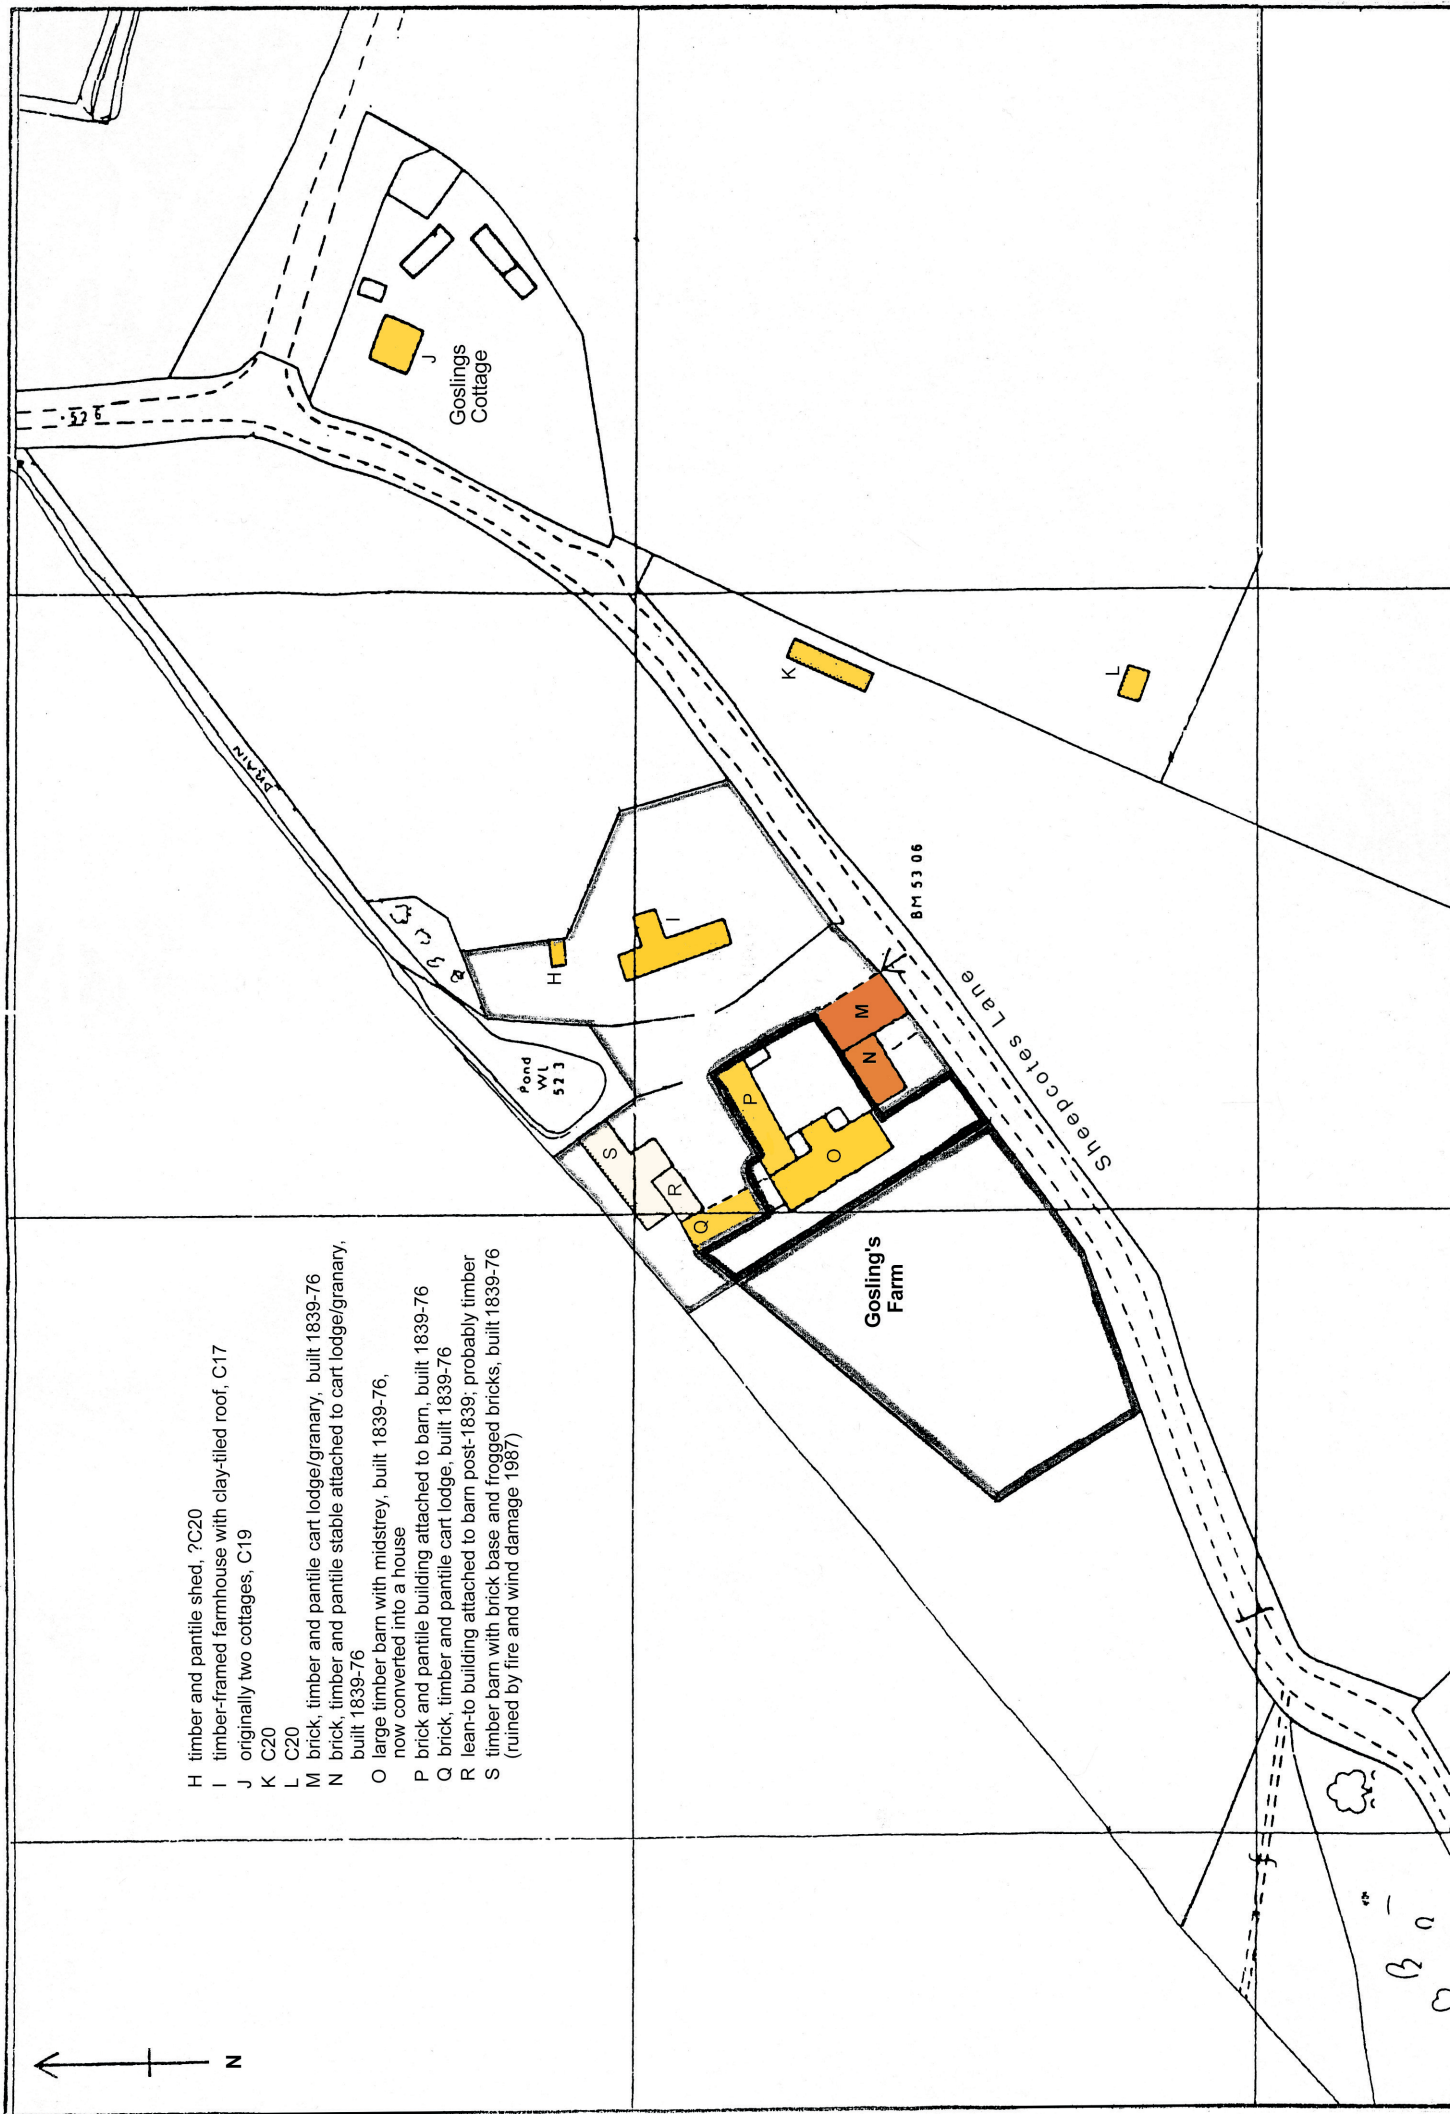 H timber and pantile shed, ?C20
I timber-framed farmhouse with clay-tiled roof, C17
J originally two cottages, C19
K C20
L C20
M brick, timber and pantile cart lodge/granary, built 1839-76
N brick, timber and pantile stable attached to cart lodge/granary,
built 1839-76
O large timber barn with midstrey, built 1839-76,
now converted into a house
P brick and pantile building attached to barn, built 1839-76
Q brick, timber and pantile cart lodge, built 1839-76
R lean-to building attached to barn post-1839; probably timber
S timber barn with brick base and frogged bricks, built 1839-76
(ruined by fire and wind damage 1987)
N
.52 6
DRAIN
J
Goslings
Cottage
H
I
K
L
Pond
WL
52 3
S
R
Q
P
O
N
M
BM 53 06
Sheepcotes Lane
Gosling's
Farm